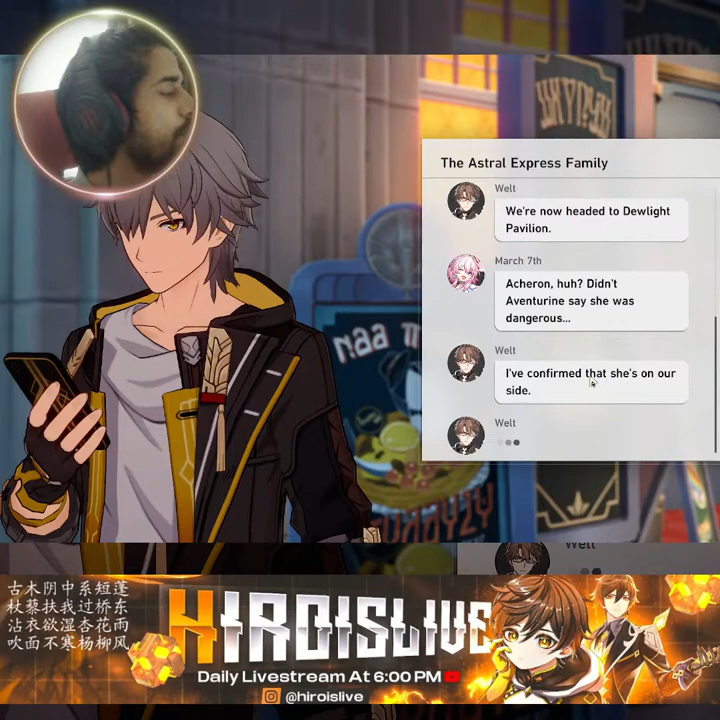 The Astral Express Family
Welt
We're now headed to Dewlight
Pavilion.
March 7th
Acheron, huh? Didn't
Aventurine say she was
dangerous...
Welt
I've confirmed that she's on our
side.
Welt
Welt
古木阴中系短蓬
杖藜扶我过桥东
沾衣欲湿杏花雨
吹面不寒杨柳风
HIROISLIVE
Daily Livestream At 6:00 PM
@hiroislive